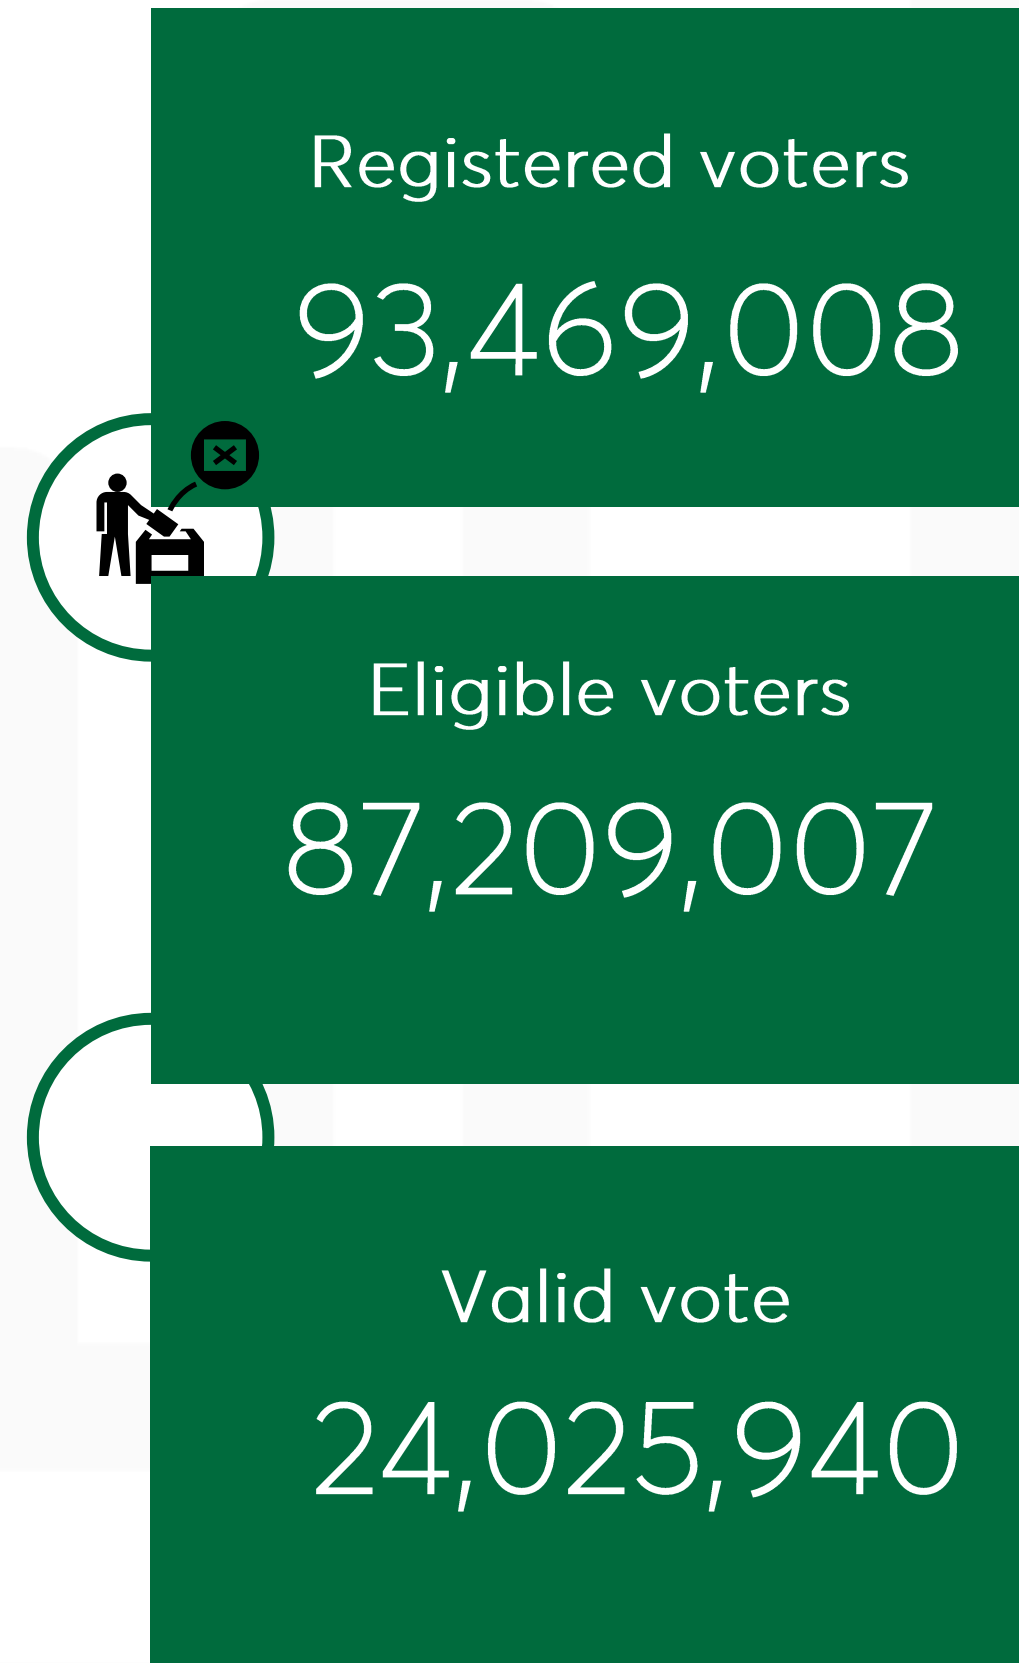 Registered voters
93,469,008
Eligible voters
87,209,007
Valid vote
24,025,940